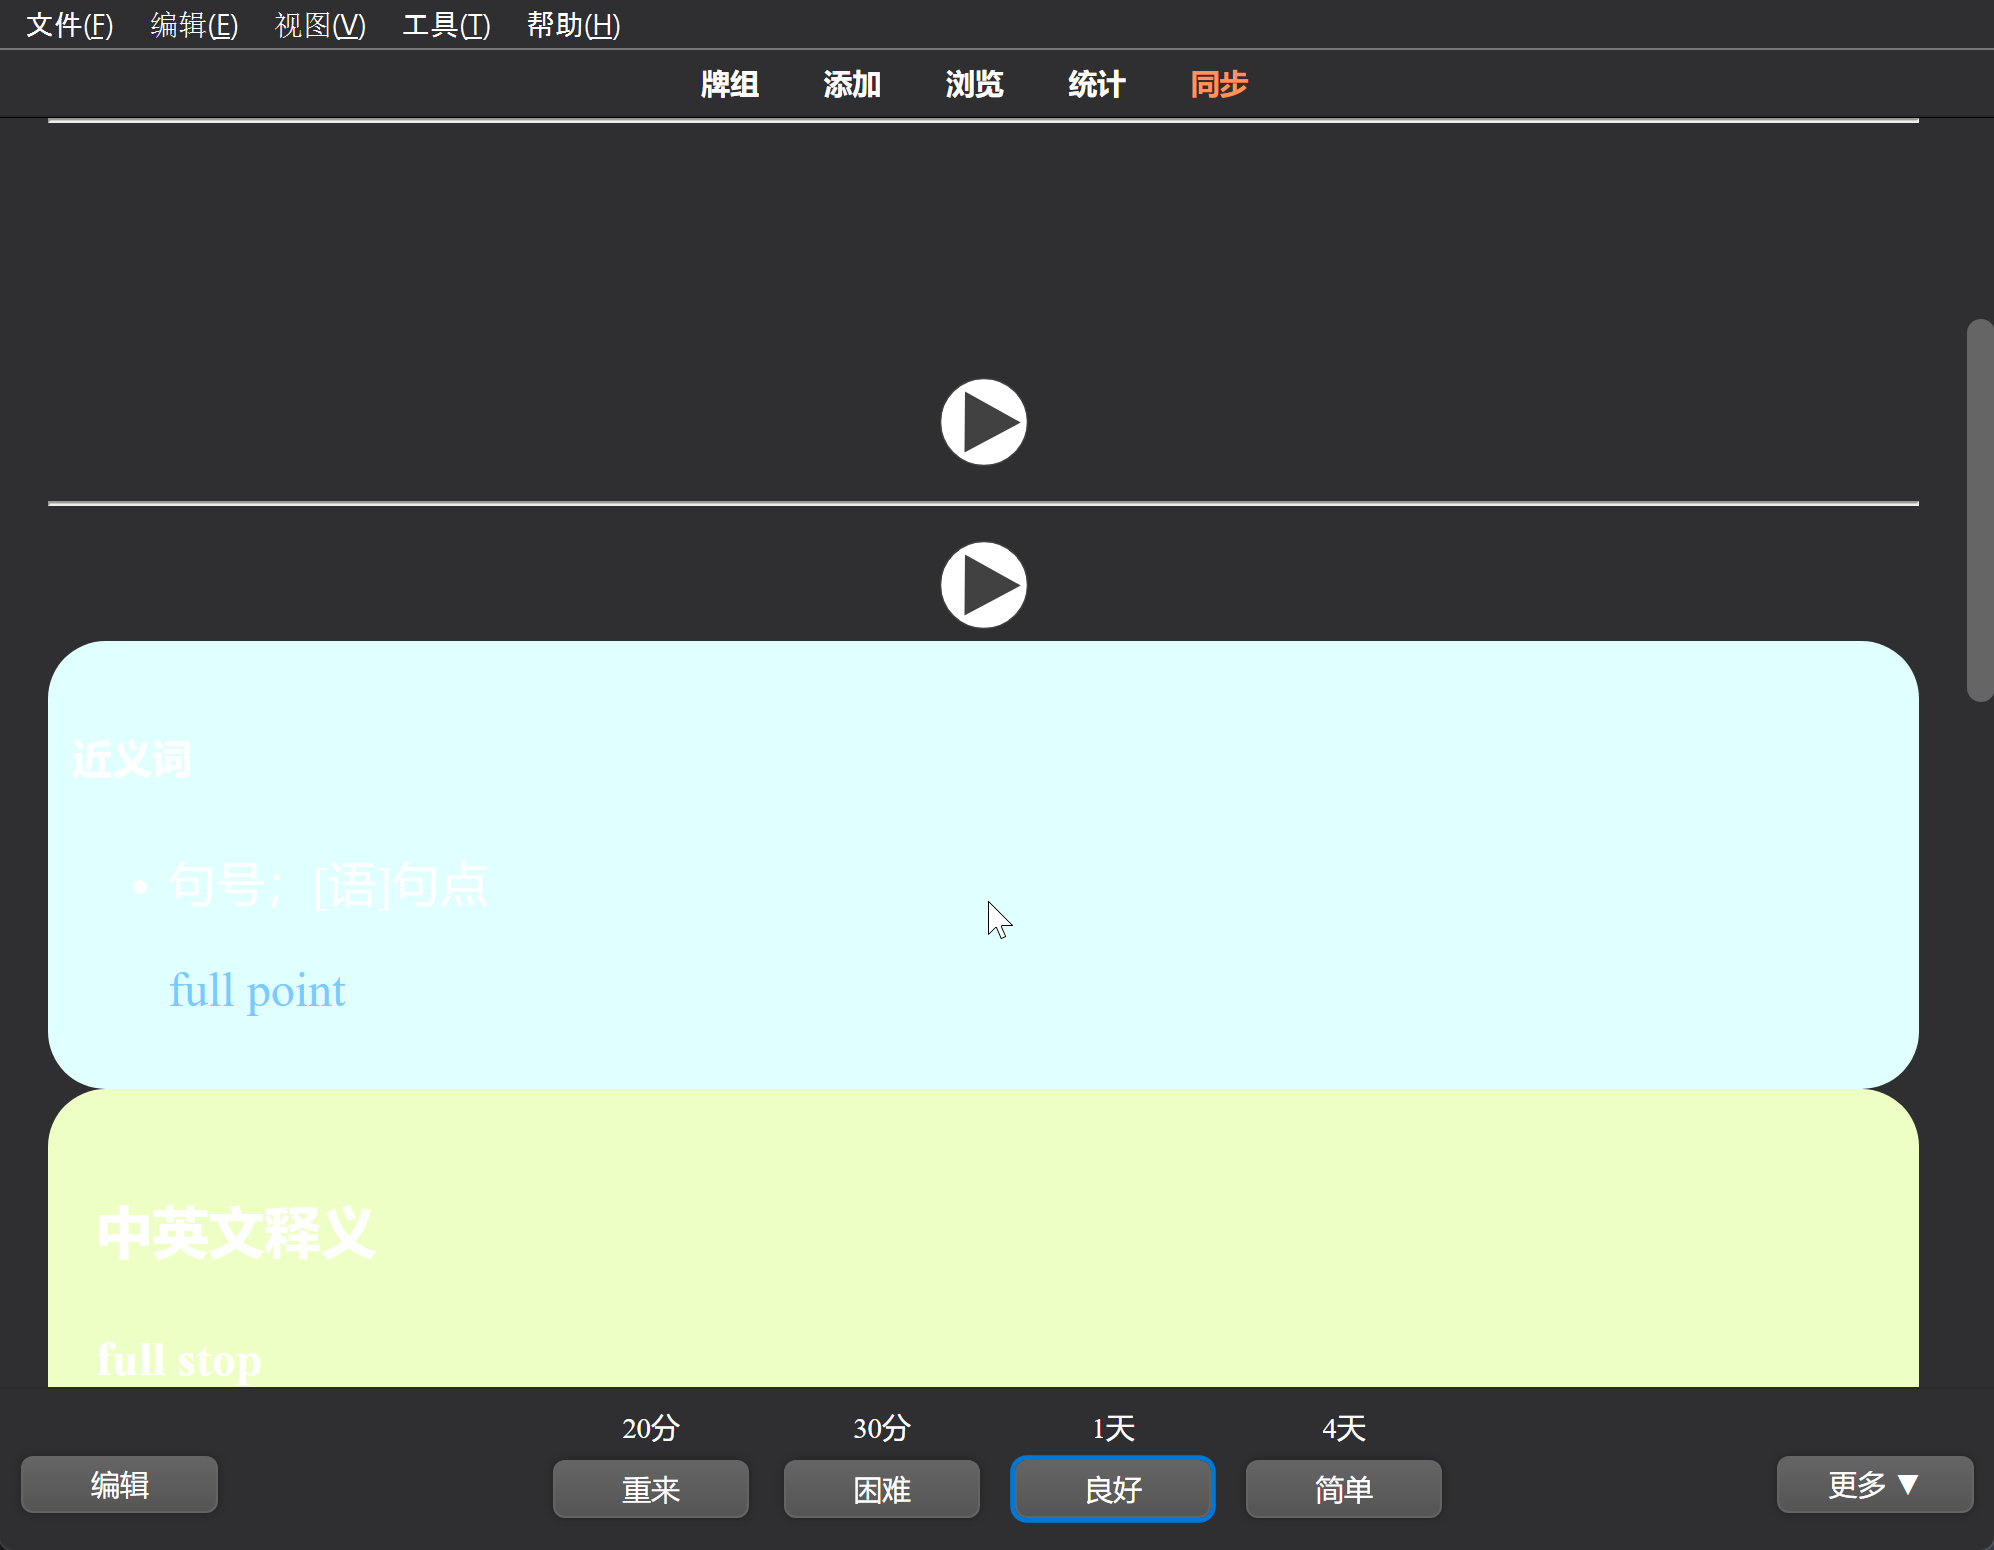 文件(F) 编辑(E) 视图(V) 工具(T) 帮助(H)
牌组 添加 浏览 统计 同步
近义词
• 句号；[语]句点
full point
中英文释义
full stop
20分 30分 1天 4天
编辑 重来 困难 良好 简单 更多 ▼